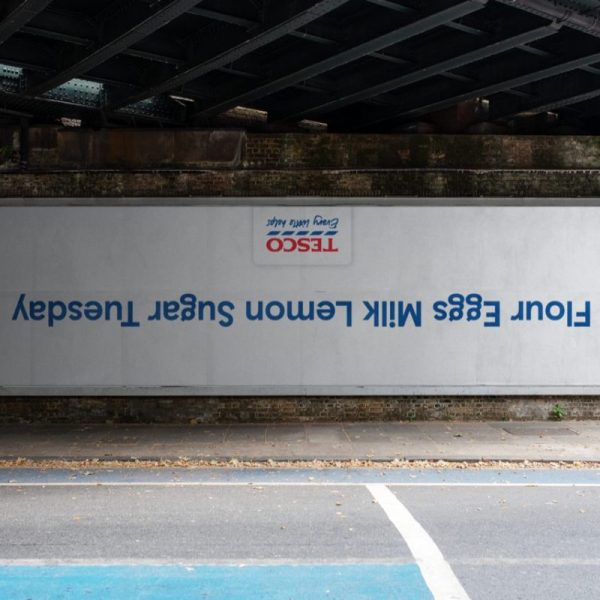 Flour Eggs Milk Lemon Sugar Tuesday
TESCO
Every little helps